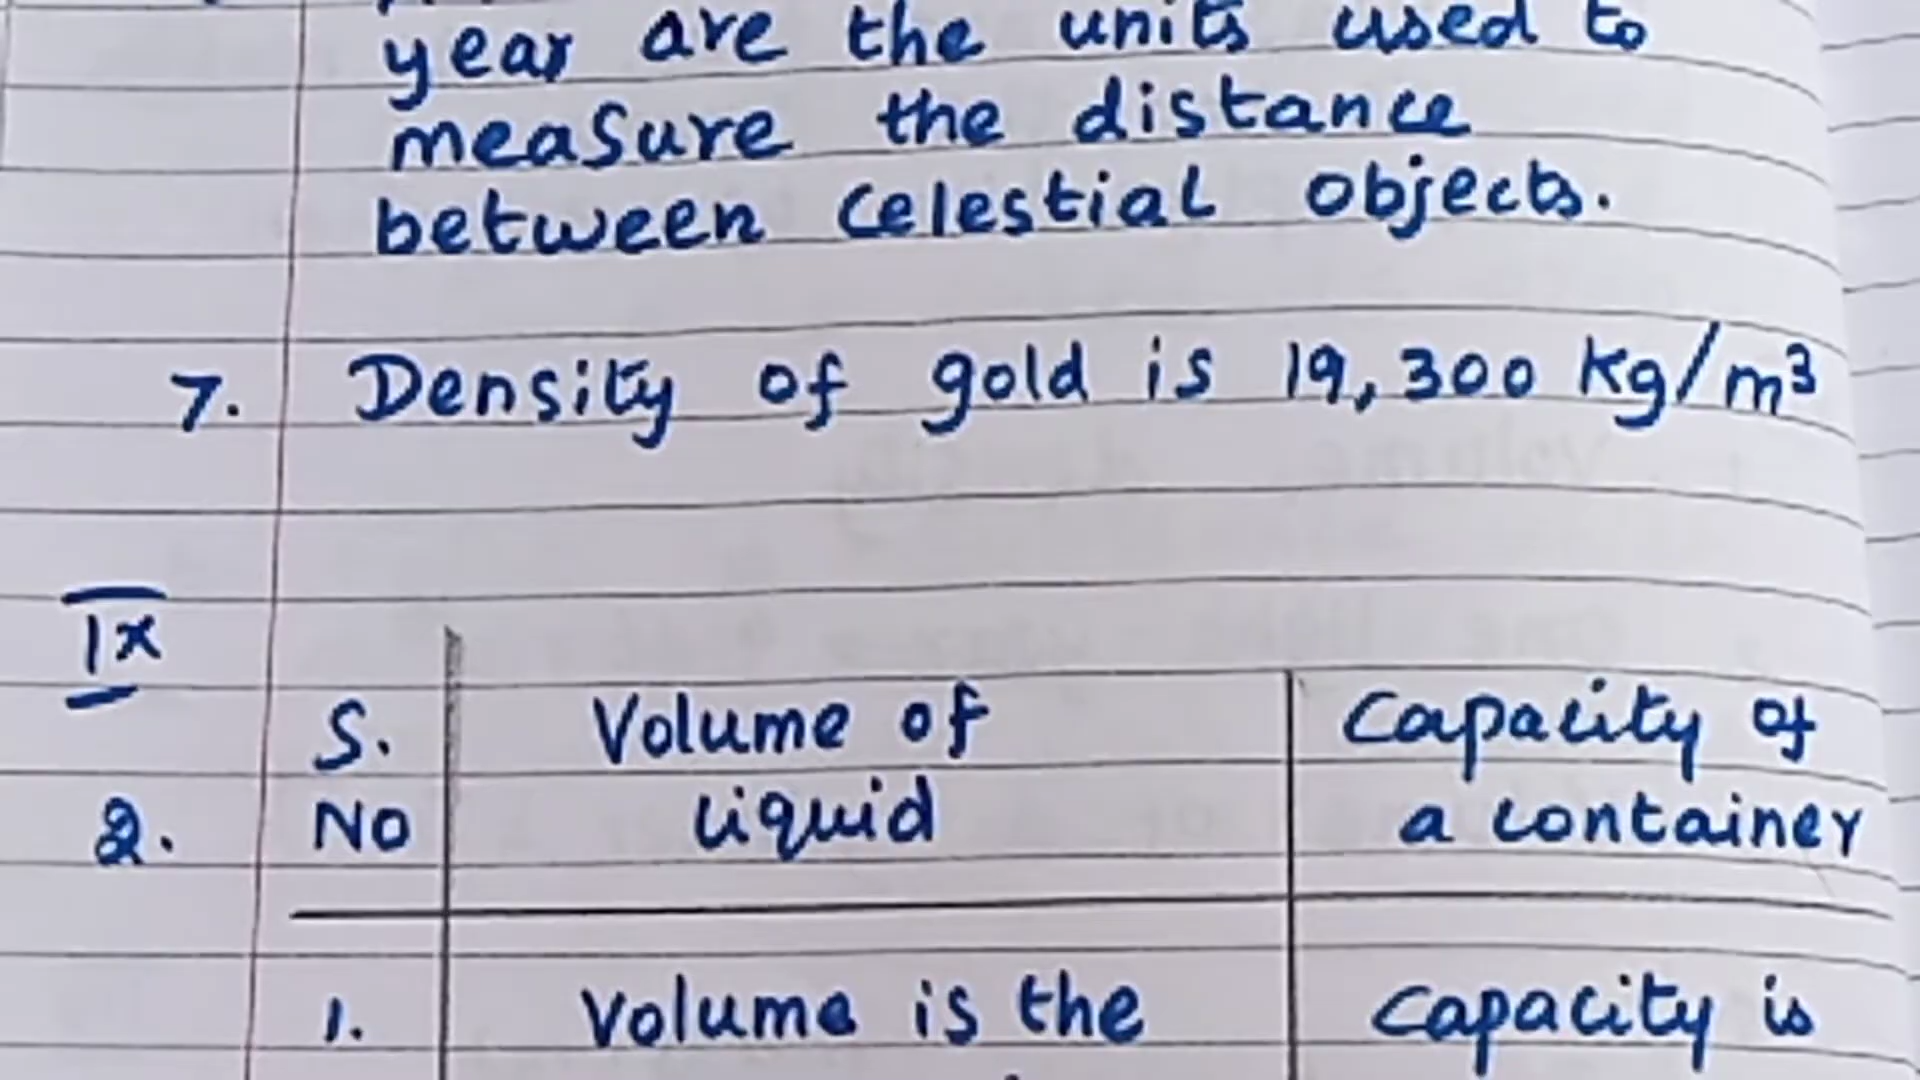 year are the units used to
measure the distance
between celestial objects.
7. Density of gold is 19,300 kg/m³
IX
S. Volume of Capacity of
2. NO liquid a container
1. Volume is the Capacity is